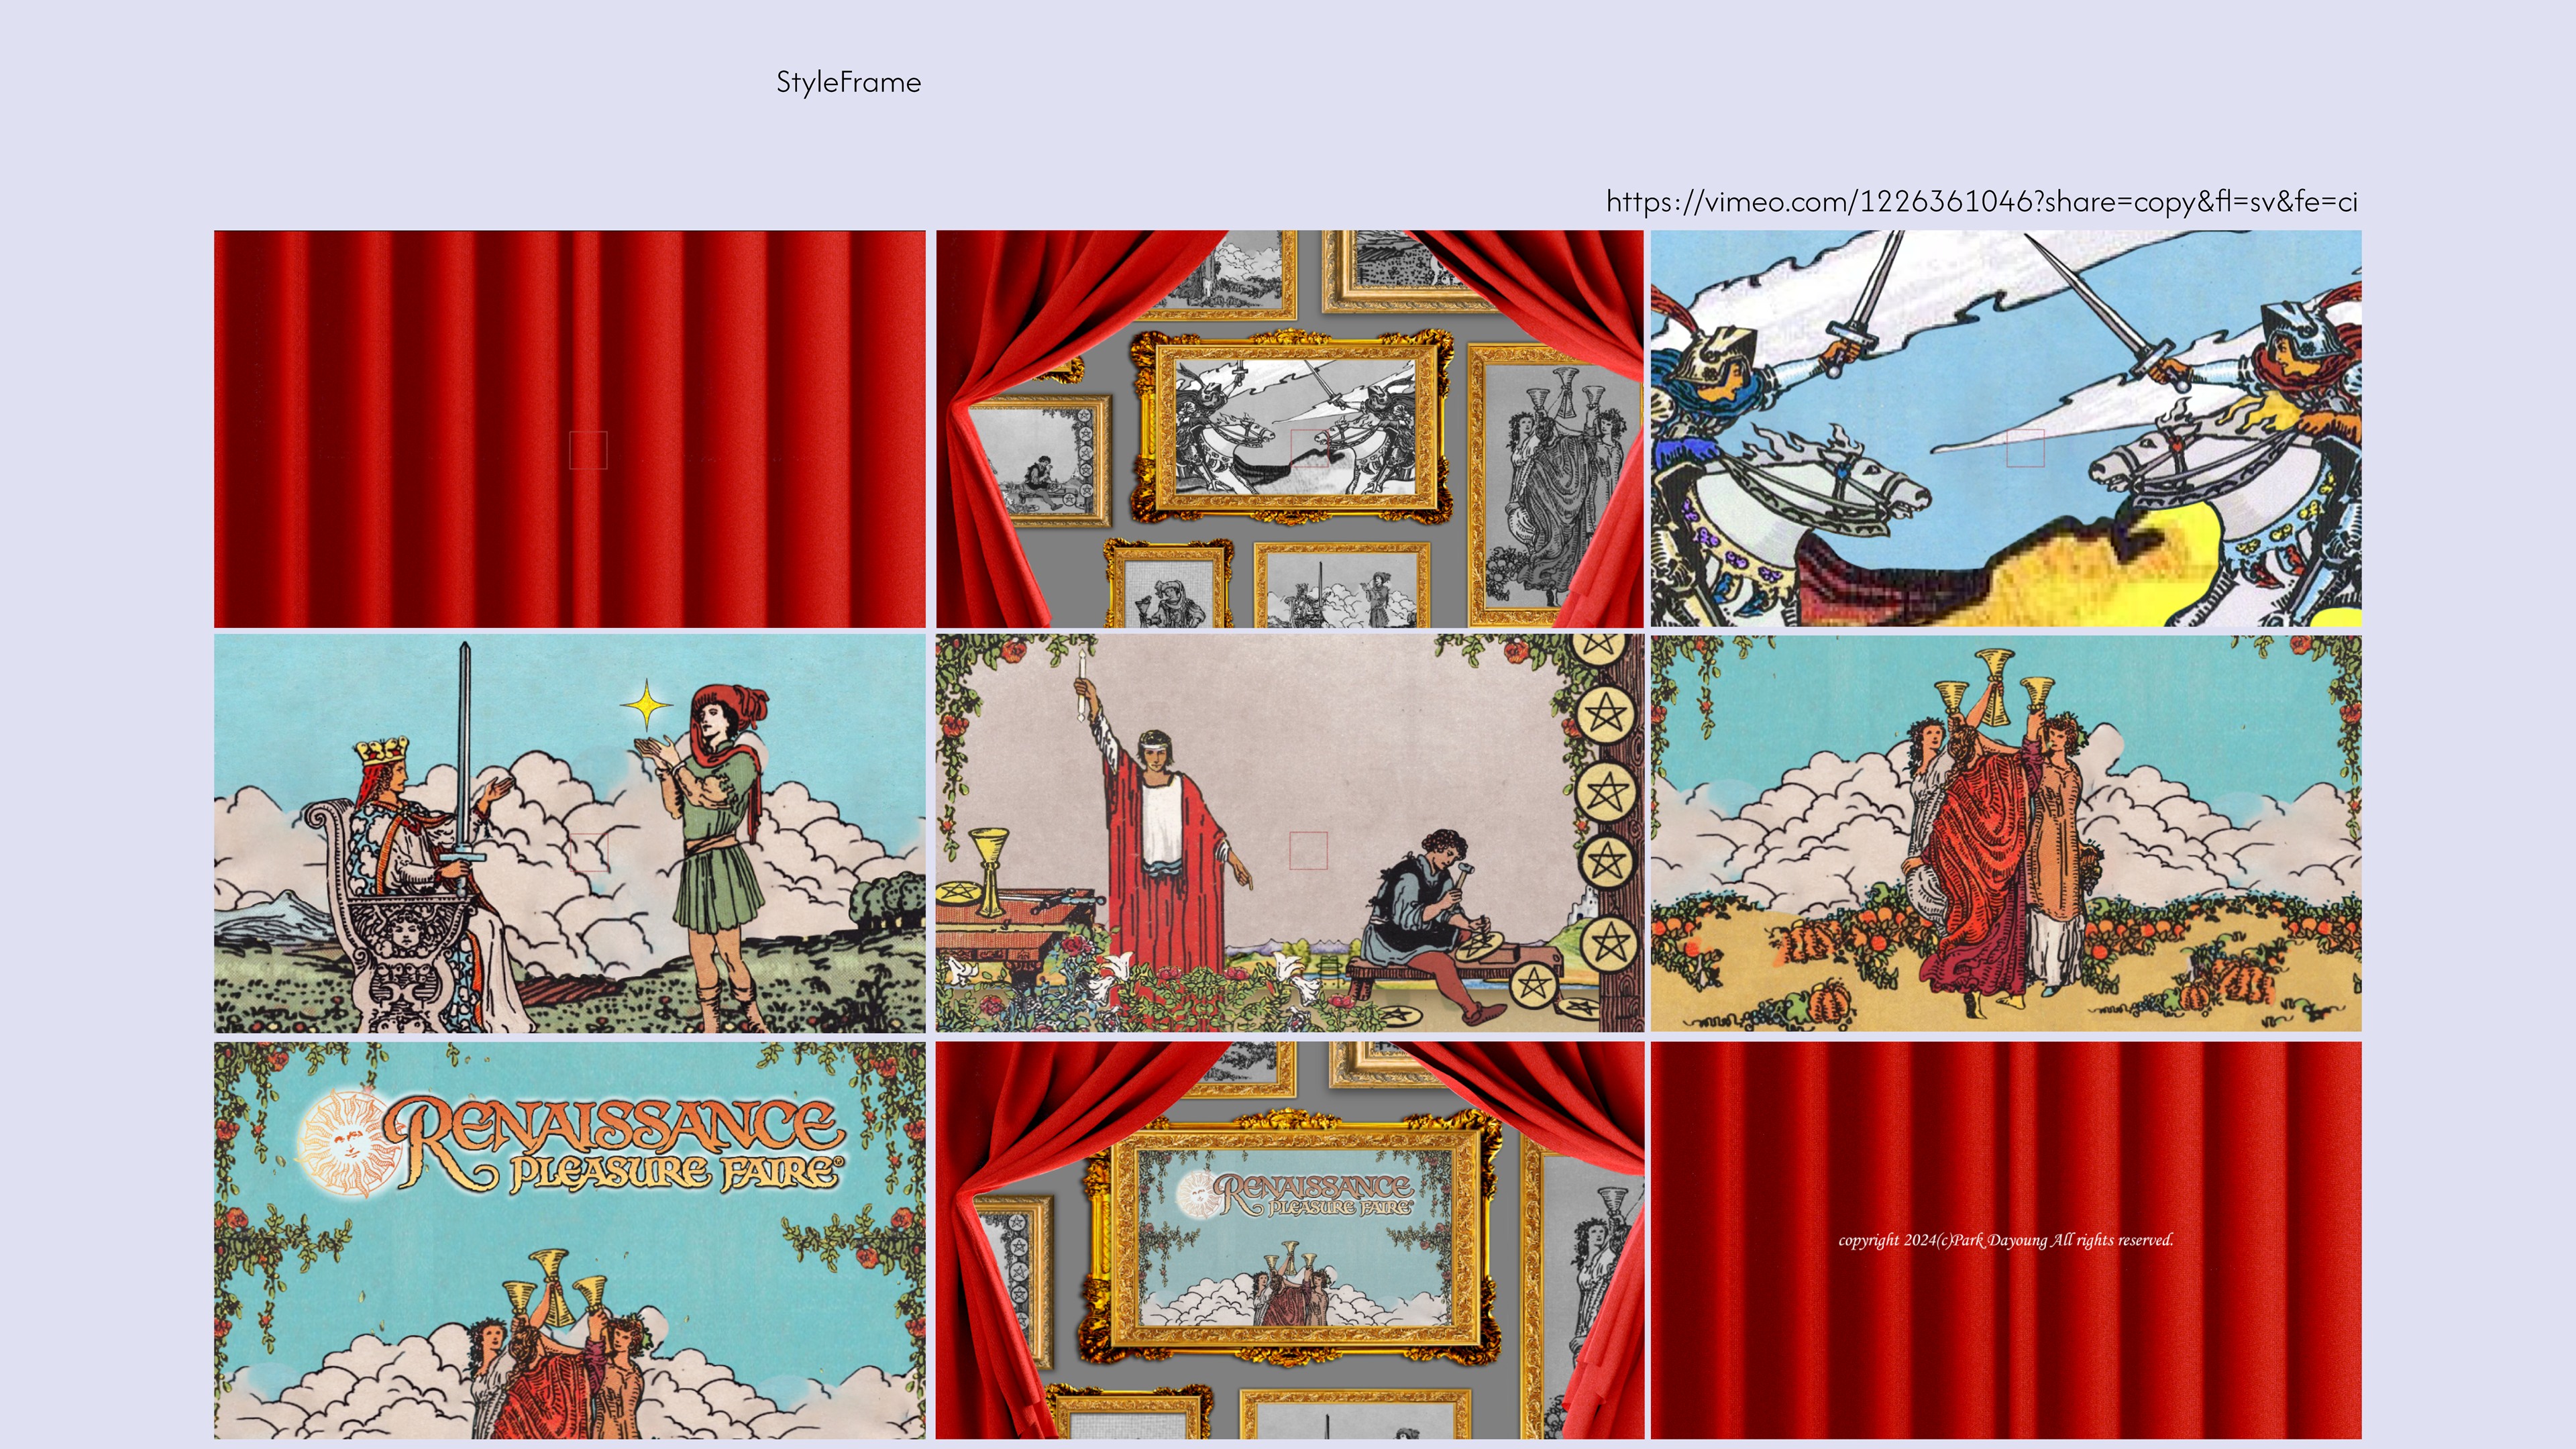 StyleFrame
https://vimeo.com/1226361046?share=copy&fl=sv&fe=ci
RENAISSANCE
PLEASURE FAIRE®
RENAISSANCE
PLEASURE FAIRE®
copyright 2024(c)Park Dayoung All rights reserved.